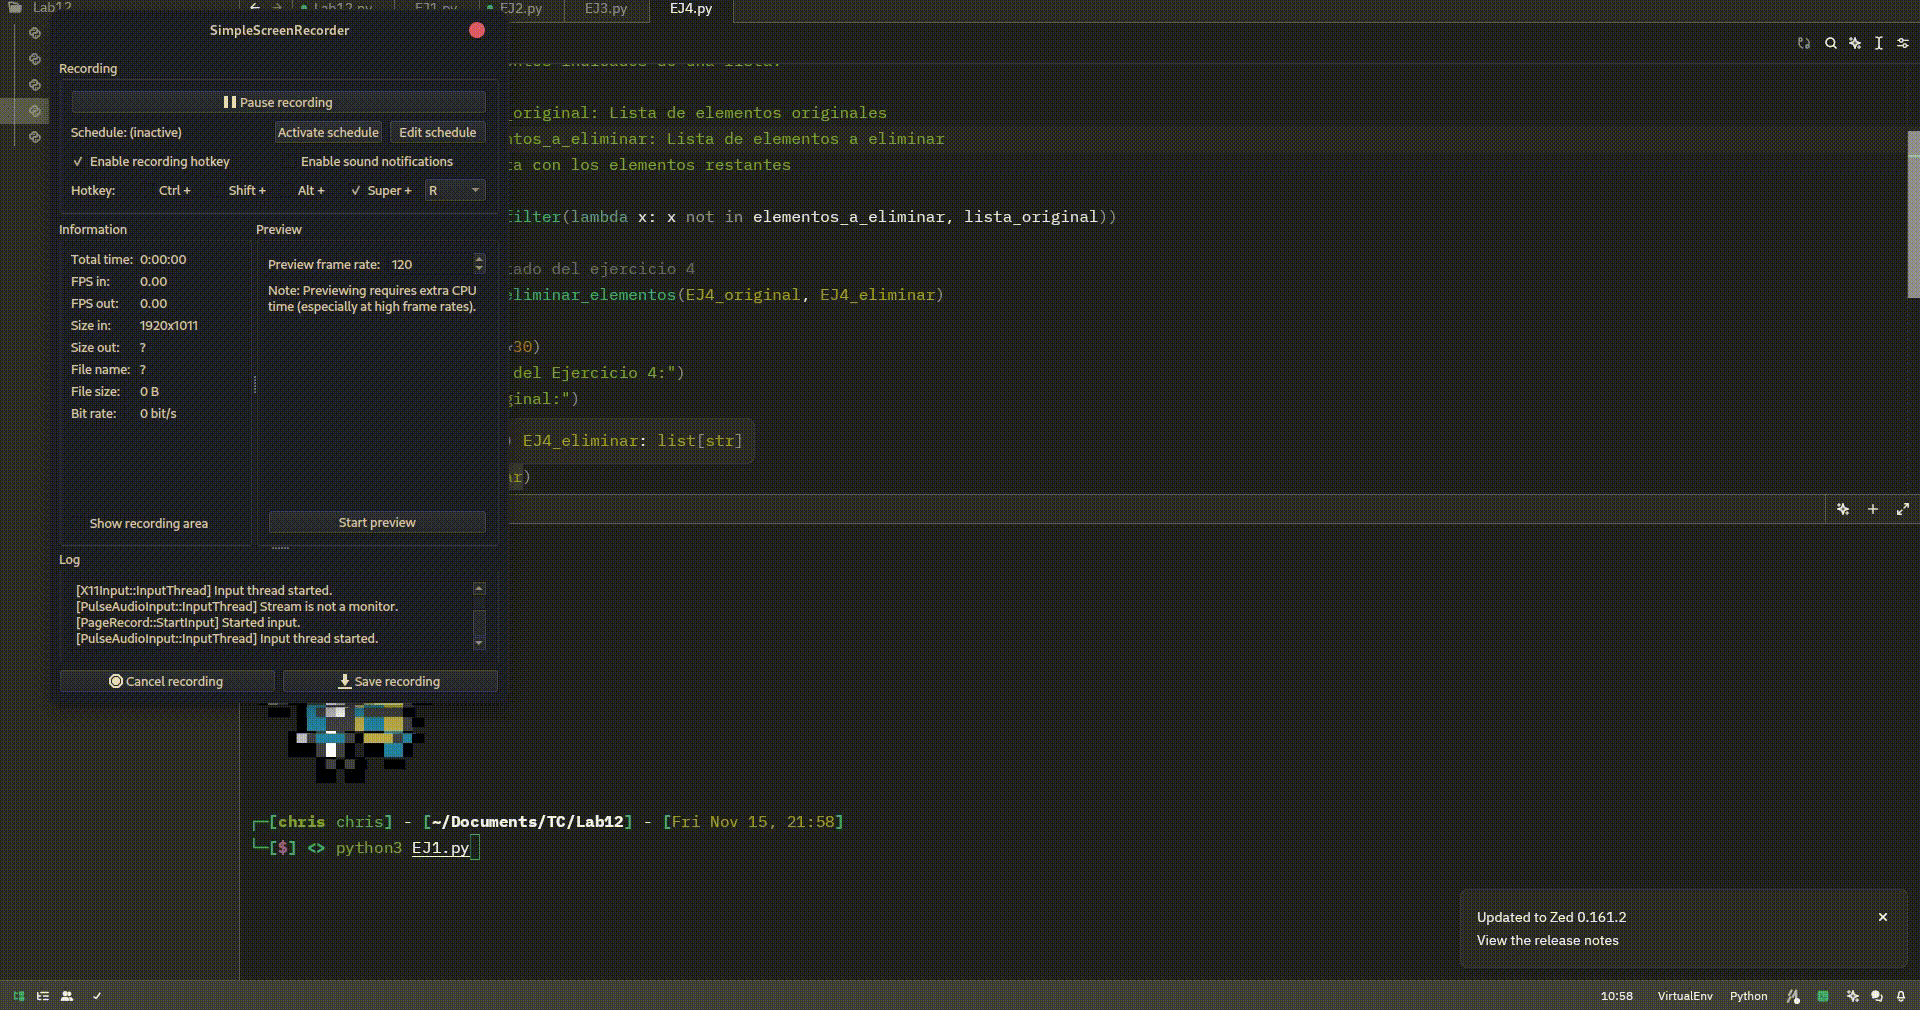 Lab12
Lab12.py
EJ1.py
EJ2.py
EJ3.py
EJ4.py
SimpleScreenRecorder
Recording
Pause recording
Schedule: (inactive)
Activate schedule
Edit schedule
Enable recording hotkey
Enable sound notifications
Hotkey:
Ctrl +
Shift +
Alt +
Super +
R
Information
Total time: 0:00:00
FPS in: 0.00
FPS out: 0.00
Size in: 1920x1011
Size out: ?
File name: ?
File size: 0 B
Bit rate: 0 bit/s
Show recording area
Preview
Preview frame rate: 120
Note: Previewing requires extra CPU
time (especially at high frame rates).
Start preview
Log
[X11Input::InputThread] Input thread started.
[PulseAudioInput::InputThread] Stream is not a monitor.
[PageRecord::StartInput] Started input.
[PulseAudioInput::InputThread] Input thread started.
Cancel recording
Save recording
indicados de una lista.
_original: Lista de elementos originales
ntos_a_eliminar: Lista de elementos a eliminar
ta con los elementos restantes
filter(lambda x: x not in elementos_a_eliminar, lista_original))
tado del ejercicio 4
eliminar_elementos(EJ4_original, EJ4_eliminar)
30)
del Ejercicio 4:")
ginal:")
) EJ4_eliminar: list[str]
ar)
┌─[chris chris] - [~/Documents/TC/Lab12] - [Fri Nov 15, 21:58]
└─[$] <> python3 EJ1.py
Updated to Zed 0.161.2
View the release notes
10:58
VirtualEnv
Python